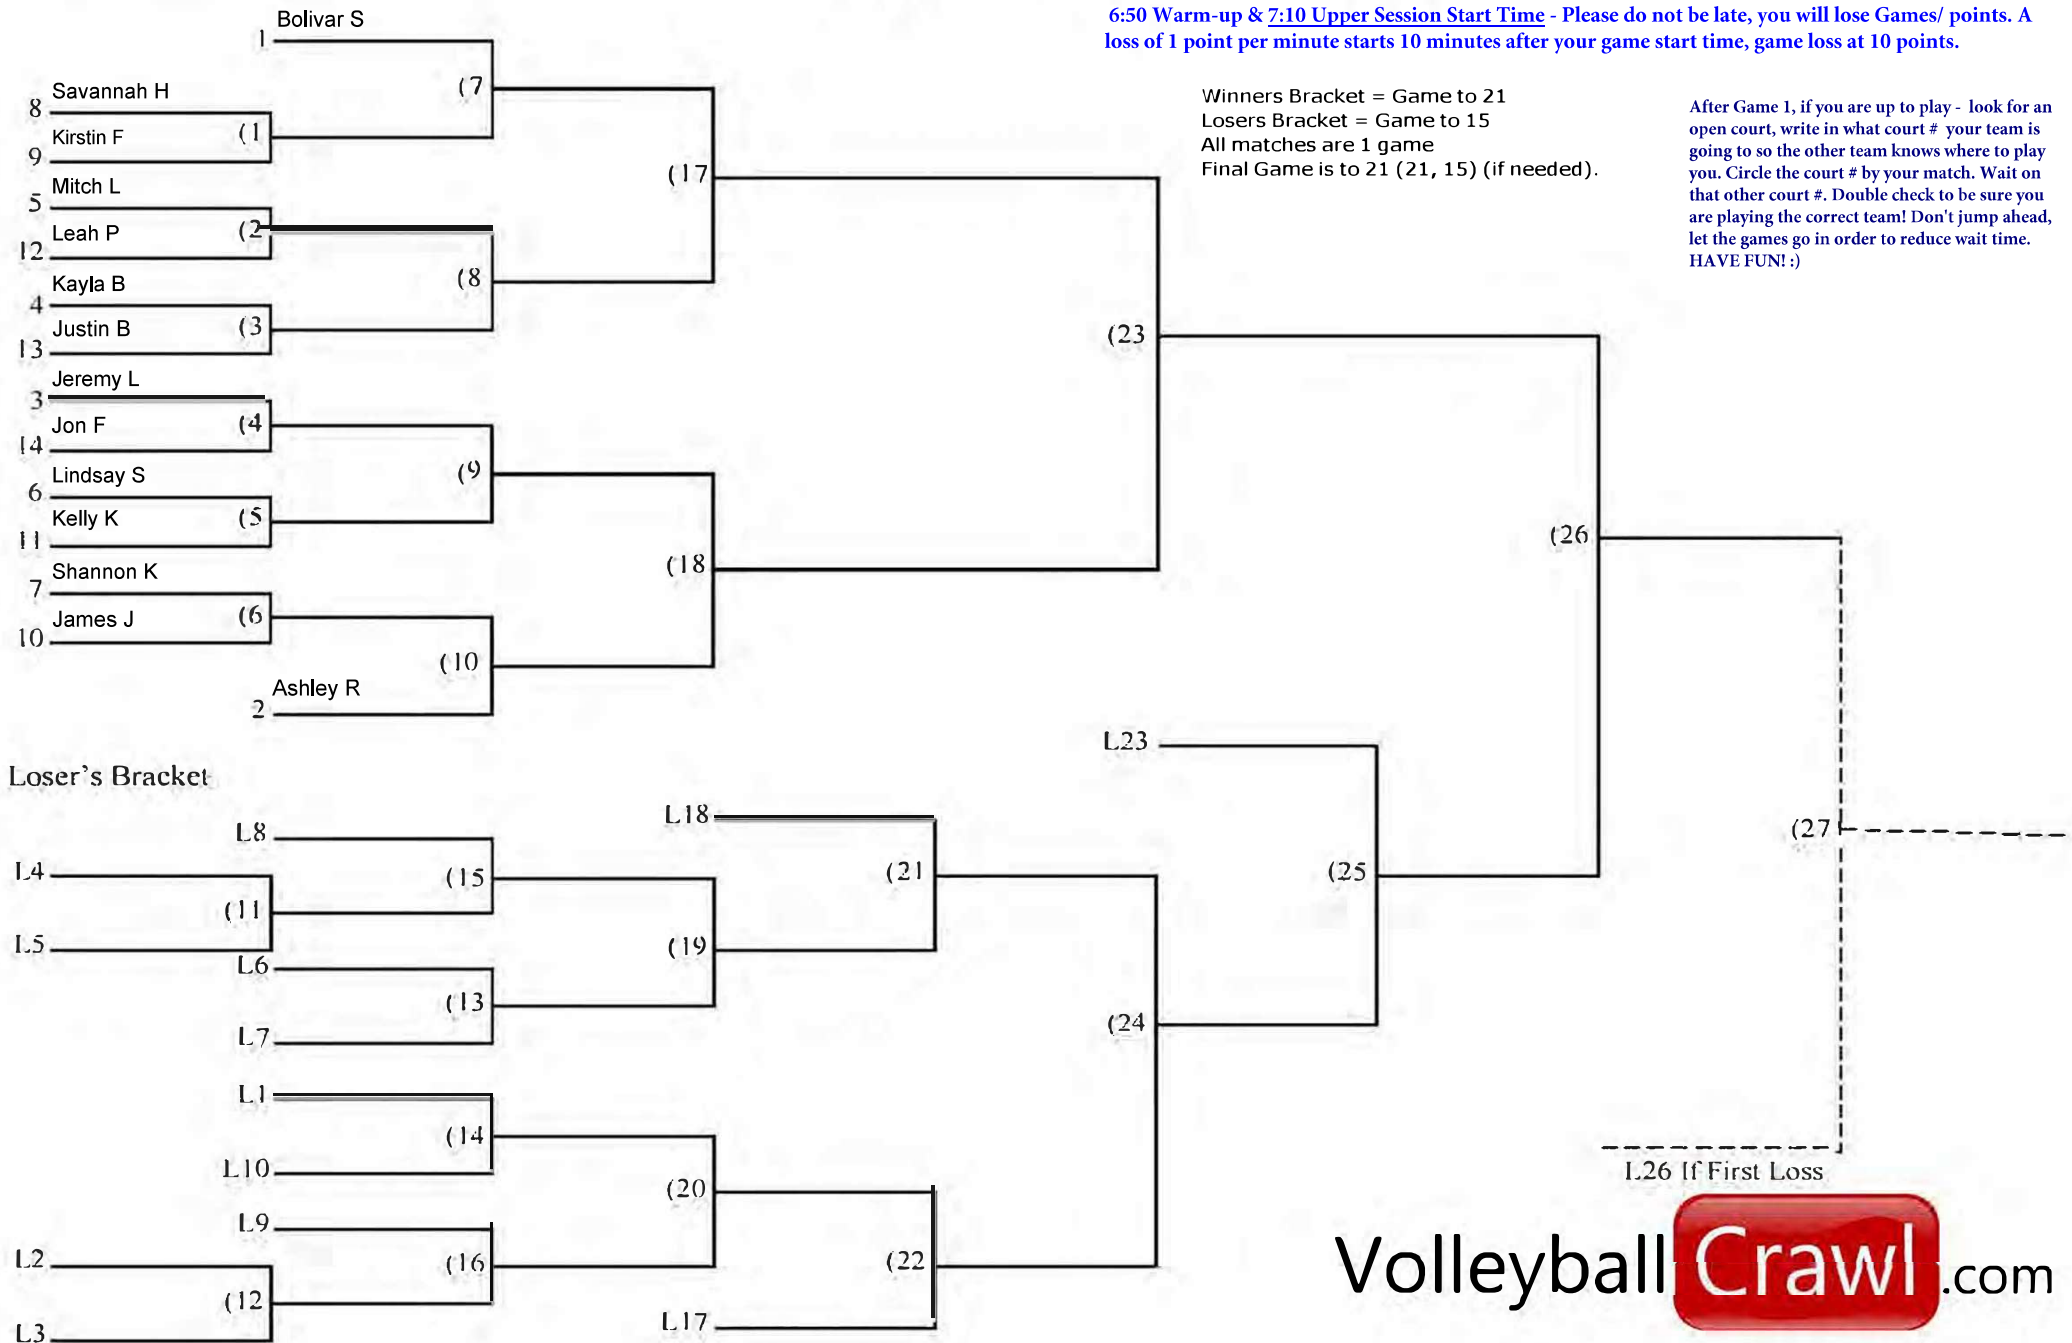 6:50 Warm-up & 7:10 Upper Session Start Time - Please do not be late, you will lose Games/ points. A
loss of 1 point per minute starts 10 minutes after your game start time, game loss at 10 points.
Winners Bracket = Game to 21
Losers Bracket = Game to 15
All matches are 1 game
Final Game is to 21 (21, 15) (if needed).
After Game 1, if you are up to play - look for an
open court, write in what court # your team is
going to so the other team knows where to play
you. Circle the court # by your match. Wait on
that other court #. Double check to be sure you
are playing the correct team! Don't jump ahead,
let the games go in order to reduce wait time.
HAVE FUN! :)
Bolivar S
1
(7
Savannah H
8
Kirstin F
(1
9
(17
Mitch L
5
Leah P
(2
12
(8
Kayla B
4
Justin B
(3
13
(23
Jeremy L
3
Jon F
(4
14
(9
Lindsay S
6
Kelly K
(5
11
(26
(18
Shannon K
7
James J
(6
10
(10
Ashley R
2
L23
Loser's Bracket
L18
L8
(27
L4
(15
(21
(25
(11
L5
(19
L6
(13
(24
L7
L1
(14
L10
L26 If First Loss
(20
L9
L2
(16
(22
(12
L17
L3
Volleyball Crawl .com